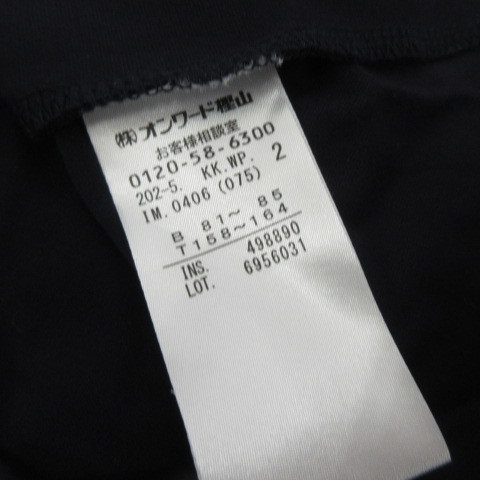 ㈱オンワード樫山
お客様相談室
0120-58-6300
202-5. KK.WP. 2
IM.0406 (075)
B 81～ 85
T158～164
INS. 498890
LOT. 6956031